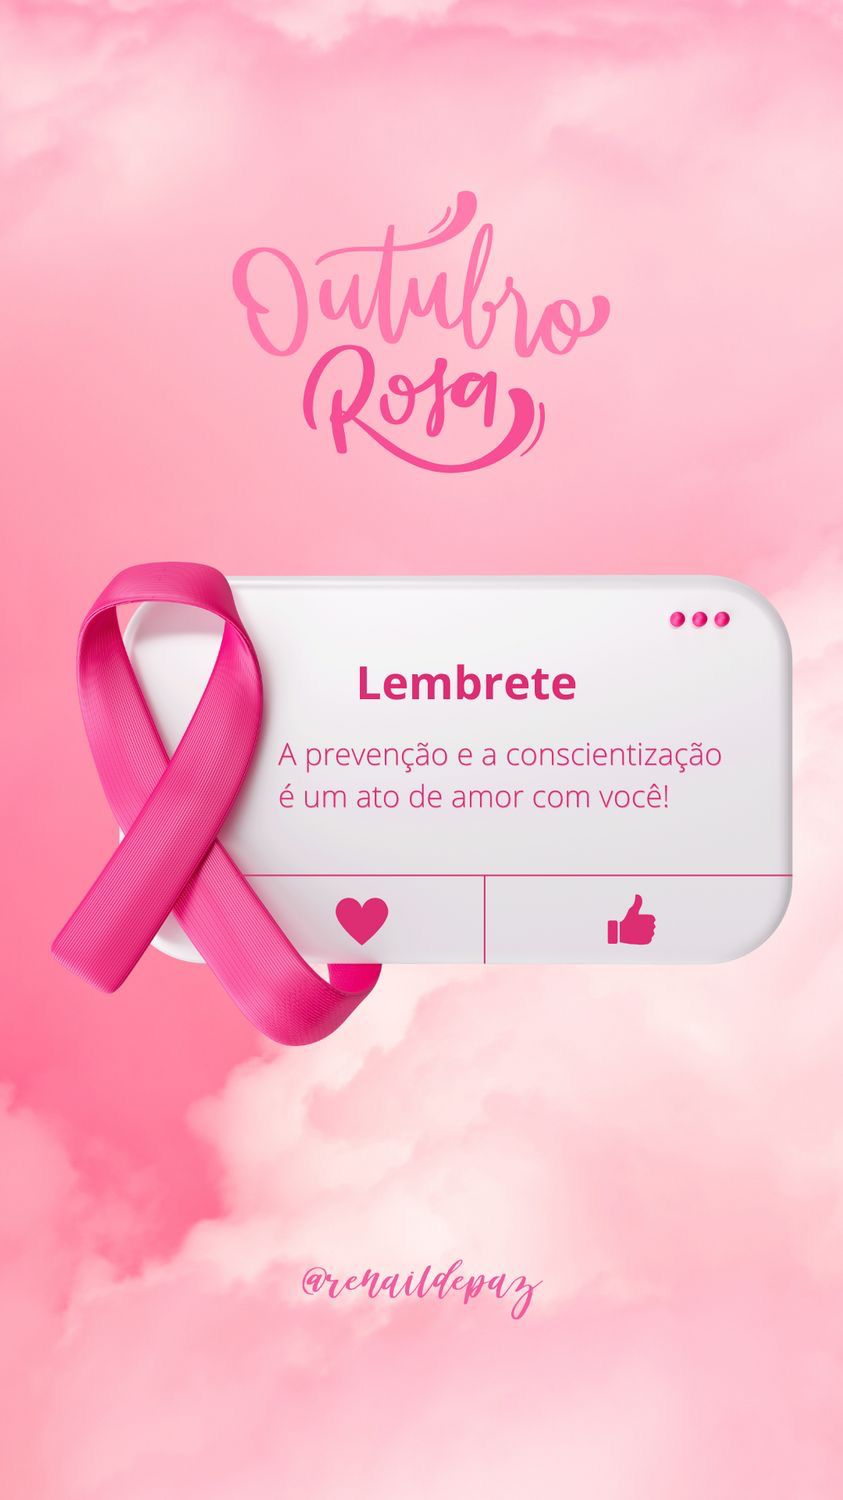 Outubro
Rosa
Lembrete
A prevenção e a conscientização
é um ato de amor com você!
@renaildepaz